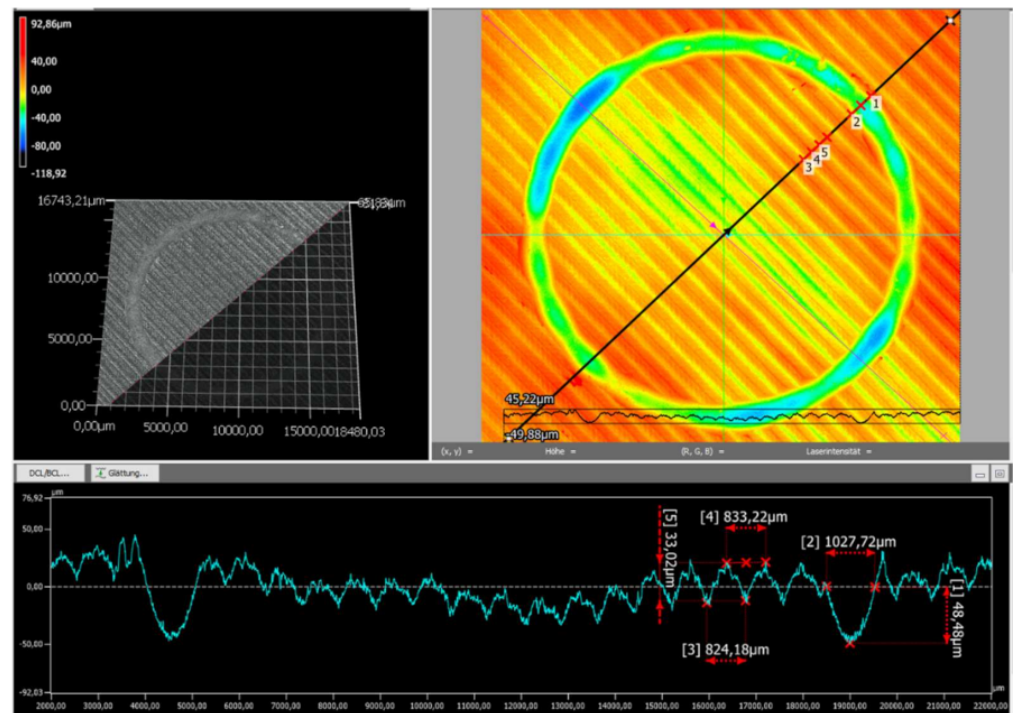 92,86µm
40,00
0,00
-40,00
-80,00
-118,92
16743,21µm
10000,00
5000,00
0,00
0,00µm
5000,00
10000,00
15000,00
18480,03
1
2
5
4
3
45,22µm
-49,88µm
(x, y) =
Höhe =
(R, G, B) =
Laserintensität =
DCL/BCL...
Glättung...
µm
76,92
50,00
0,00
-50,00
-92,03
[5] 33,02µm
[4] 833,22µm
[2] 1027,72µm
[3] 824,18µm
[1] 48,48µm
2000,00 3000,00 4000,00 5000,00 6000,00 7000,00 8000,00 9000,00 10000,00 11000,00 12000,00 13000,00 14000,00 15000,00 16000,00 17000,00 18000,00 19000,00 20000,00 21000,00 22000,00